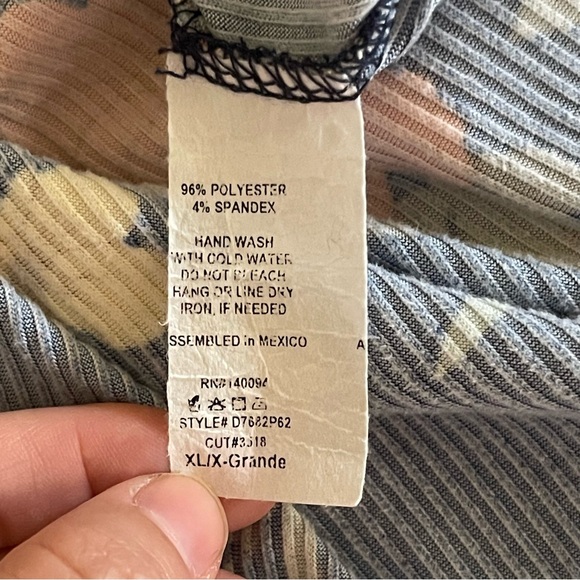 96% POLYESTER
4% SPANDEX
HAND WASH
WITH COLD WATER
DO NOT BLEACH
HANG OR LINE DRY
IRON, IF NEEDED
SSEMBLED in MEXICO A
RN#140094
STYLE# D7682P62
CUT#3518
XL/X-Grande